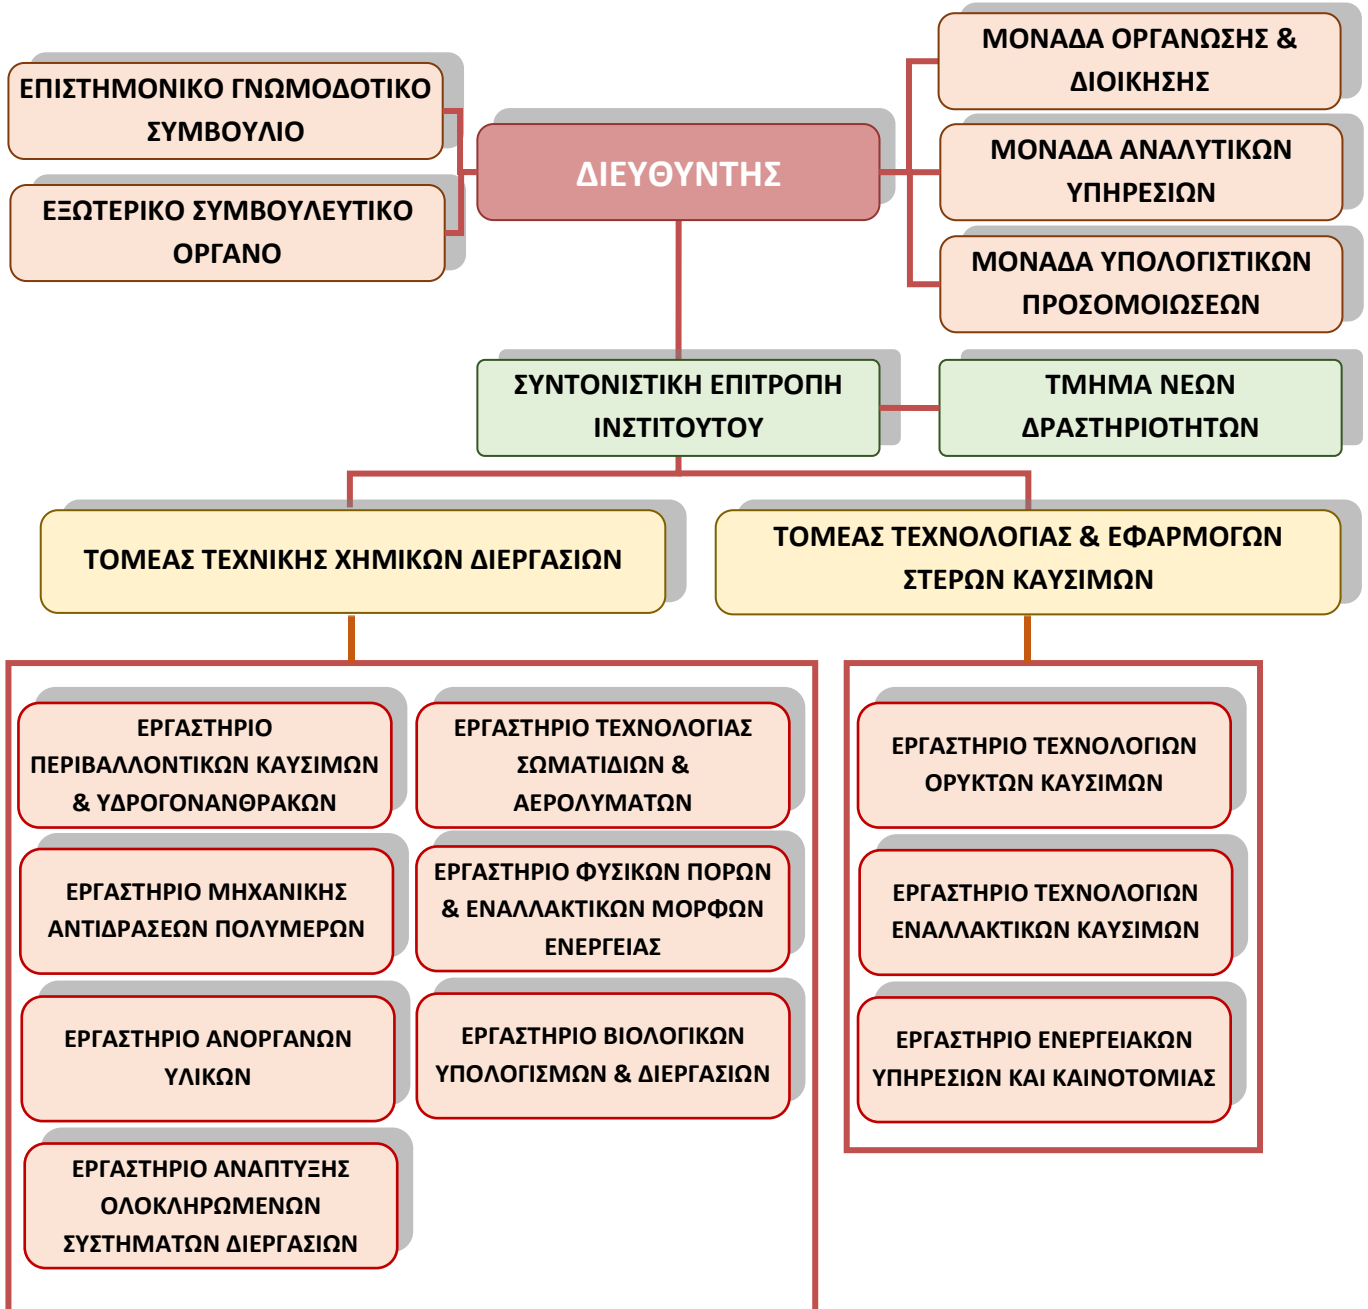 ΕΠΙΣΤΗΜΟΝΙΚΟ ΓΝΩΜΟΔΟΤΙΚΟ
ΣΥΜΒΟΥΛΙΟ
ΕΞΩΤΕΡΙΚΟ ΣΥΜΒΟΥΛΕΥΤΙΚΟ
ΟΡΓΑΝΟ
ΔΙΕΥΘΥΝΤΗΣ
ΜΟΝΑΔΑ ΟΡΓΑΝΩΣΗΣ &
ΔΙΟΙΚΗΣΗΣ
ΜΟΝΑΔΑ ΑΝΑΛΥΤΙΚΩΝ
ΥΠΗΡΕΣΙΩΝ
ΜΟΝΑΔΑ ΥΠΟΛΟΓΙΣΤΙΚΩΝ
ΠΡΟΣΟΜΟΙΩΣΕΩΝ
ΣΥΝΤΟΝΙΣΤΙΚΗ ΕΠΙΤΡΟΠΗ
ΙΝΣΤΙΤΟΥΤΟΥ
ΤΜΗΜΑ ΝΕΩΝ
ΔΡΑΣΤΗΡΙΟΤΗΤΩΝ
ΤΟΜΕΑΣ ΤΕΧΝΙΚΗΣ ΧΗΜΙΚΩΝ ΔΙΕΡΓΑΣΙΩΝ
ΤΟΜΕΑΣ ΤΕΧΝΟΛΟΓΙΑΣ & ΕΦΑΡΜΟΓΩΝ
ΣΤΕΡΩΝ ΚΑΥΣΙΜΩΝ
ΕΡΓΑΣΤΗΡΙΟ
ΠΕΡΙΒΑΛΛΟΝΤΙΚΩΝ ΚΑΥΣΙΜΩΝ
& ΥΔΡΟΓΟΝΑΝΘΡΑΚΩΝ
ΕΡΓΑΣΤΗΡΙΟ ΜΗΧΑΝΙΚΗΣ
ΑΝΤΙΔΡΑΣΕΩΝ ΠΟΛΥΜΕΡΩΝ
ΕΡΓΑΣΤΗΡΙΟ ΑΝΟΡΓΑΝΩΝ
ΥΛΙΚΩΝ
ΕΡΓΑΣΤΗΡΙΟ ΑΝΑΠΤΥΞΗΣ
ΟΛΟΚΛΗΡΩΜΕΝΩΝ
ΣΥΣΤΗΜΑΤΩΝ ΔΙΕΡΓΑΣΙΩΝ
ΕΡΓΑΣΤΗΡΙΟ ΤΕΧΝΟΛΟΓΙΑΣ
ΣΩΜΑΤΙΔΙΩΝ &
ΑΕΡΟΛΥΜΑΤΩΝ
ΕΡΓΑΣΤΗΡΙΟ ΦΥΣΙΚΩΝ ΠΟΡΩΝ
& ΕΝΑΛΛΑΚΤΙΚΩΝ ΜΟΡΦΩΝ
ΕΝΕΡΓΕΙΑΣ
ΕΡΓΑΣΤΗΡΙΟ ΒΙΟΛΟΓΙΚΩΝ
ΥΠΟΛΟΓΙΣΜΩΝ & ΔΙΕΡΓΑΣΙΩΝ
ΕΡΓΑΣΤΗΡΙΟ ΤΕΧΝΟΛΟΓΙΩΝ
ΟΡΥΚΤΩΝ ΚΑΥΣΙΜΩΝ
ΕΡΓΑΣΤΗΡΙΟ ΤΕΧΝΟΛΟΓΙΩΝ
ΕΝΑΛΛΑΚΤΙΚΩΝ ΚΑΥΣΙΜΩΝ
ΕΡΓΑΣΤΗΡΙΟ ΕΝΕΡΓΕΙΑΚΩΝ
ΥΠΗΡΕΣΙΩΝ ΚΑΙ ΚΑΙΝΟΤΟΜΙΑΣ